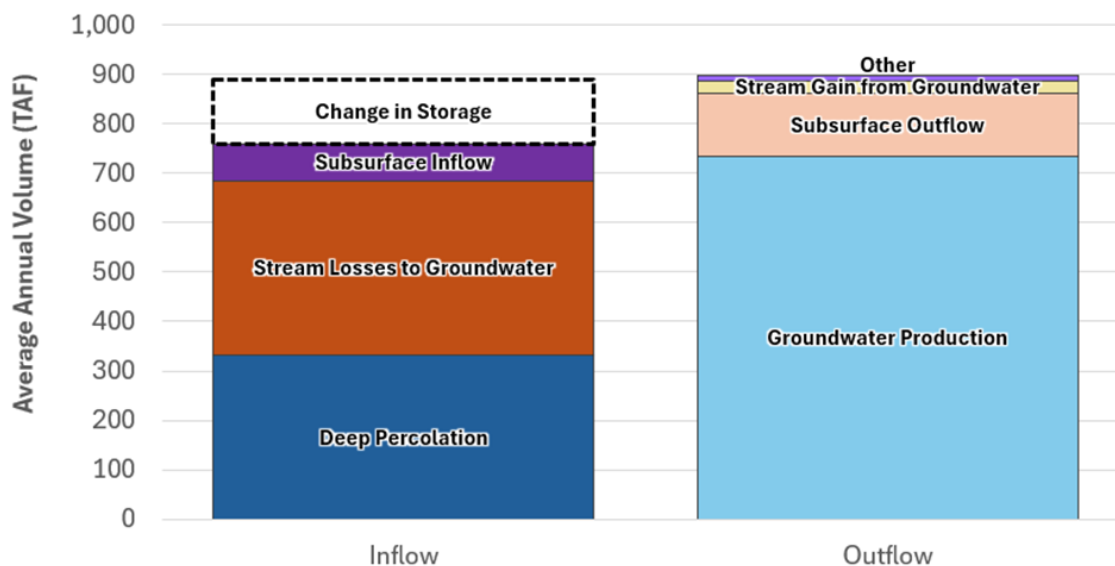 Average Annual Volume (TAF)
1,000
900
800
700
600
500
400
300
200
100
0
Change in Storage
Subsurface Inflow
Stream Losses to Groundwater
Deep Percolation
Other
Stream Gain from Groundwater
Subsurface Outflow
Groundwater Production
Inflow
Outflow